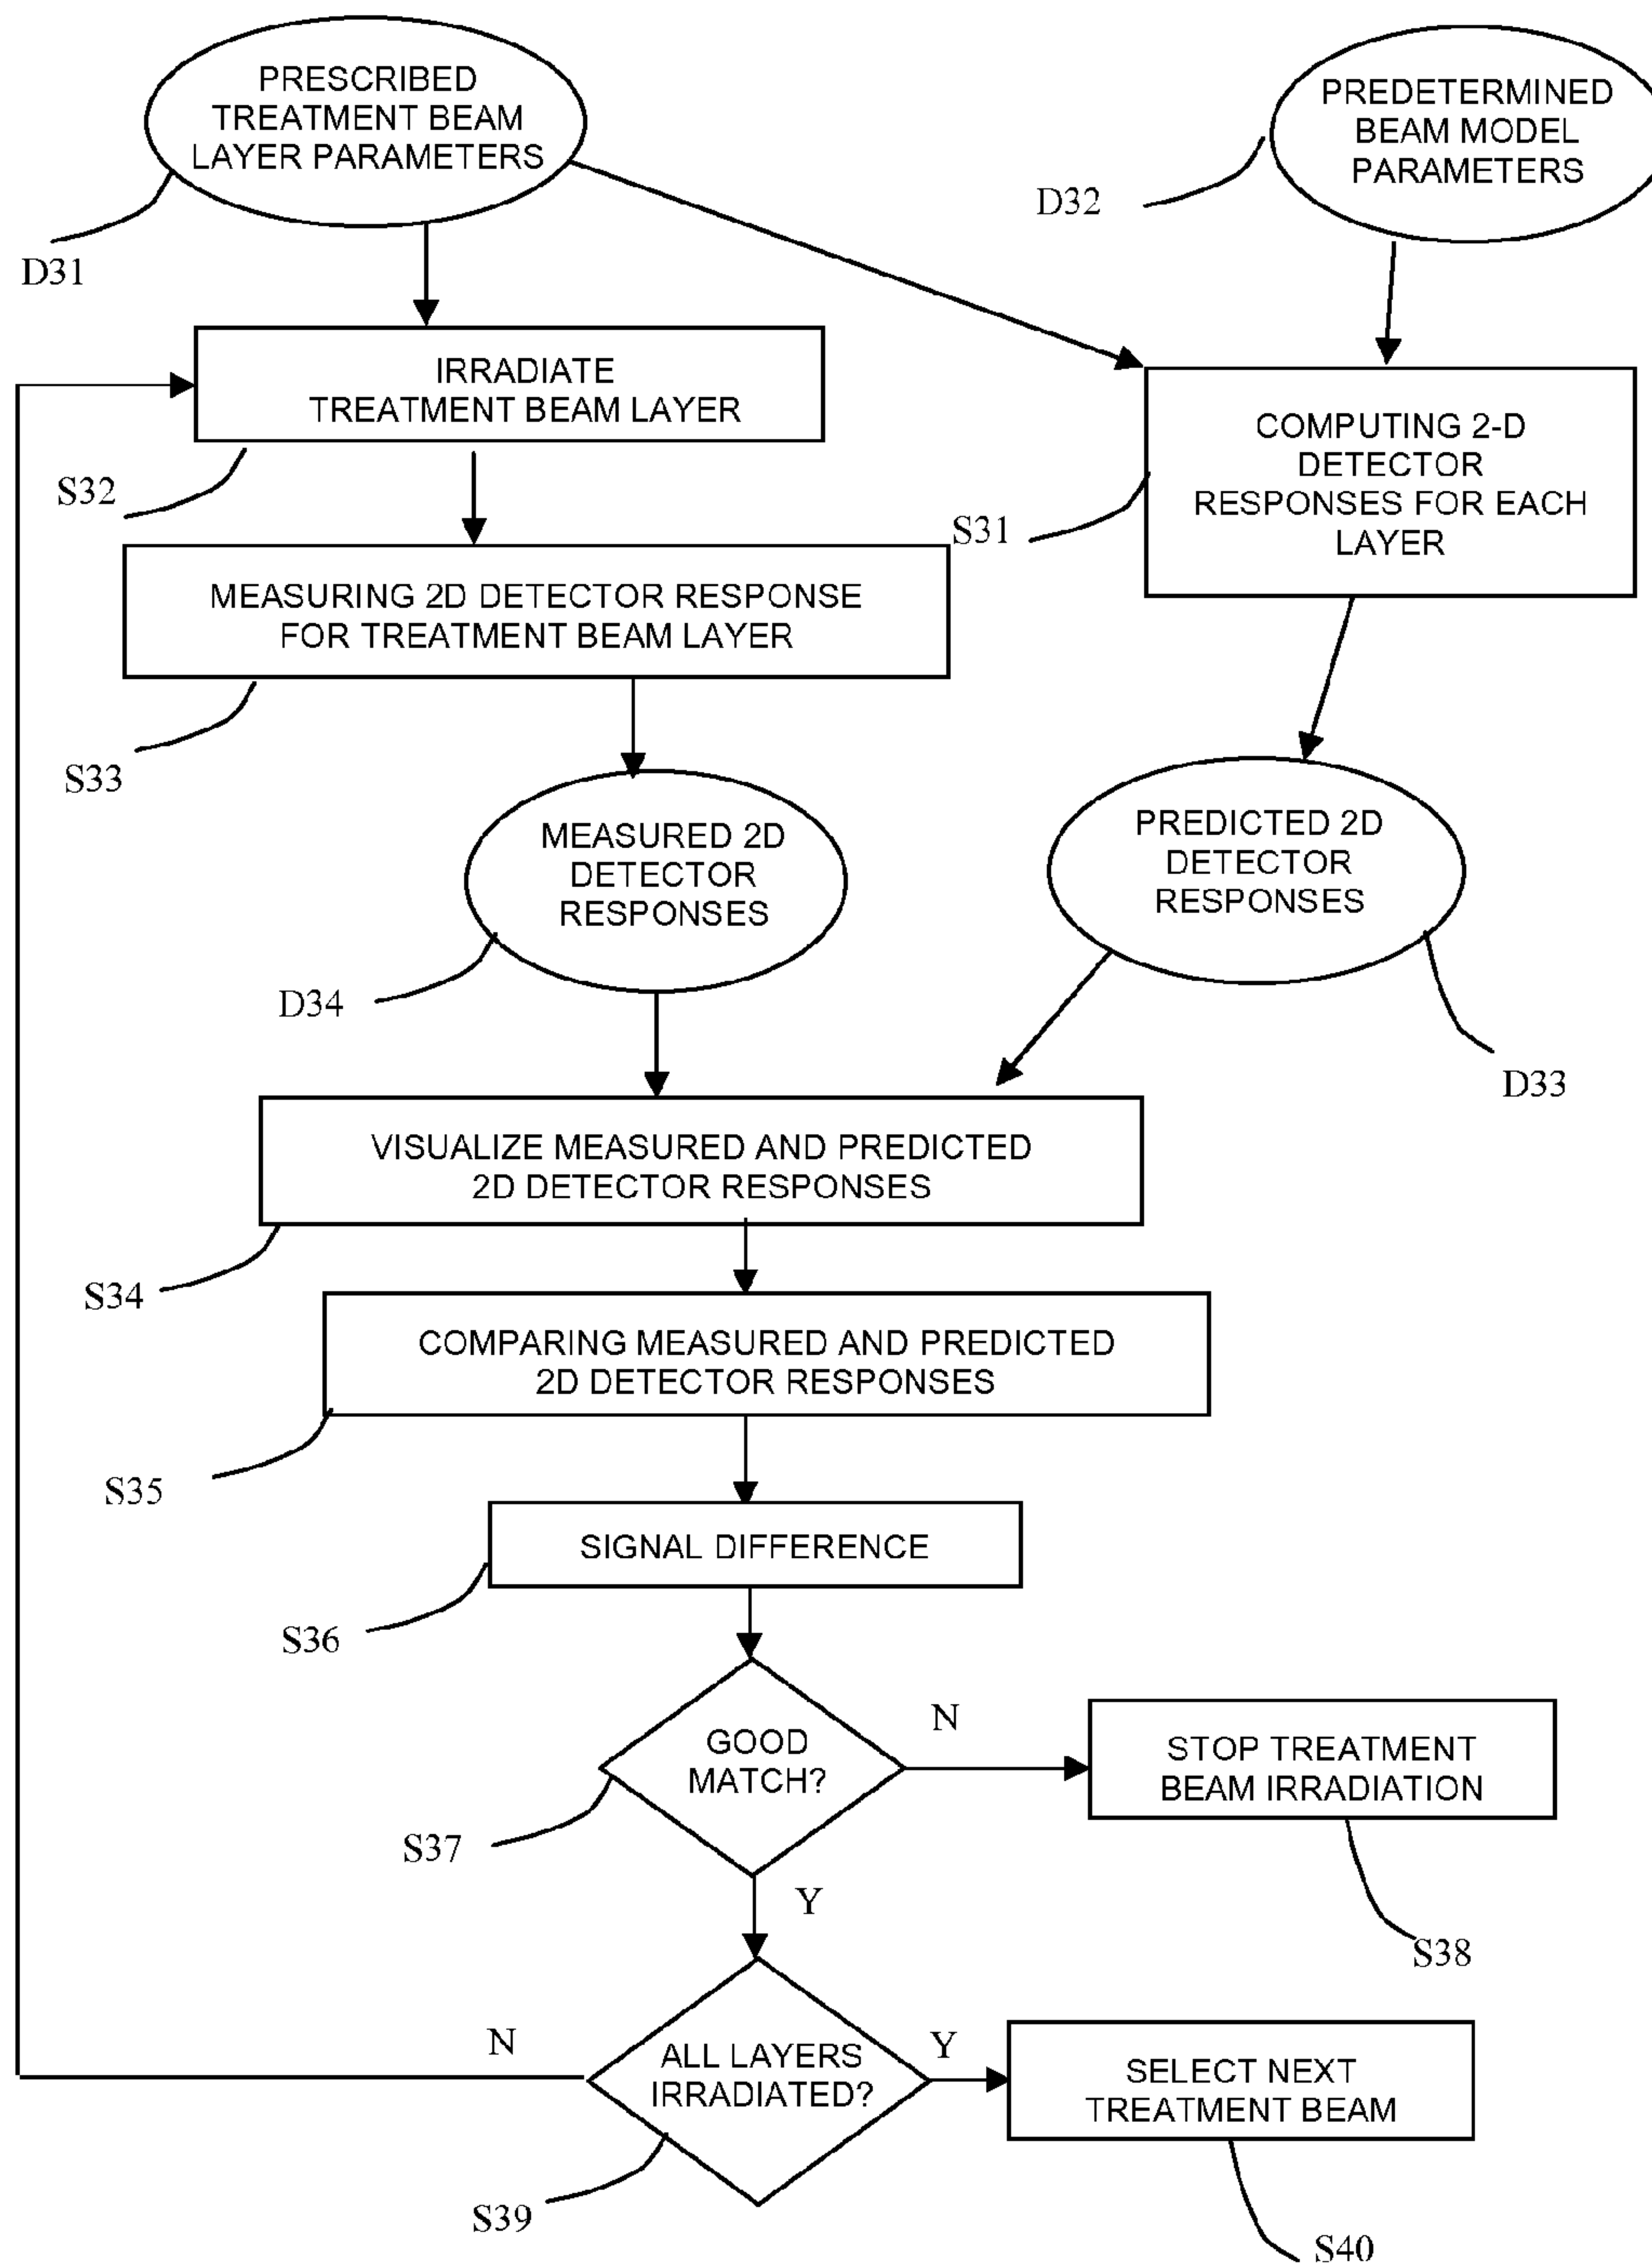 PRESCRIBED
TREATMENT BEAM
LAYER PARAMETERS
PREDETERMINED
BEAM MODEL
PARAMETERS
D32
D31
IRRADIATE
TREATMENT BEAM LAYER
S32
COMPUTING 2-D
DETECTOR
RESPONSES FOR EACH
LAYER
S31
MEASURING 2D DETECTOR RESPONSE
FOR TREATMENT BEAM LAYER
S33
MEASURED 2D
DETECTOR
RESPONSES
PREDICTED 2D
DETECTOR
RESPONSES
D34
D33
VISUALIZE MEASURED AND PREDICTED
2D DETECTOR RESPONSES
S34
COMPARING MEASURED AND PREDICTED
2D DETECTOR RESPONSES
S35
SIGNAL DIFFERENCE
S36
GOOD
MATCH?
N
STOP TREATMENT
BEAM IRRADIATION
S37
Y
S38
N
ALL LAYERS
IRRADIATED?
Y
SELECT NEXT
TREATMENT BEAM
S39
S40